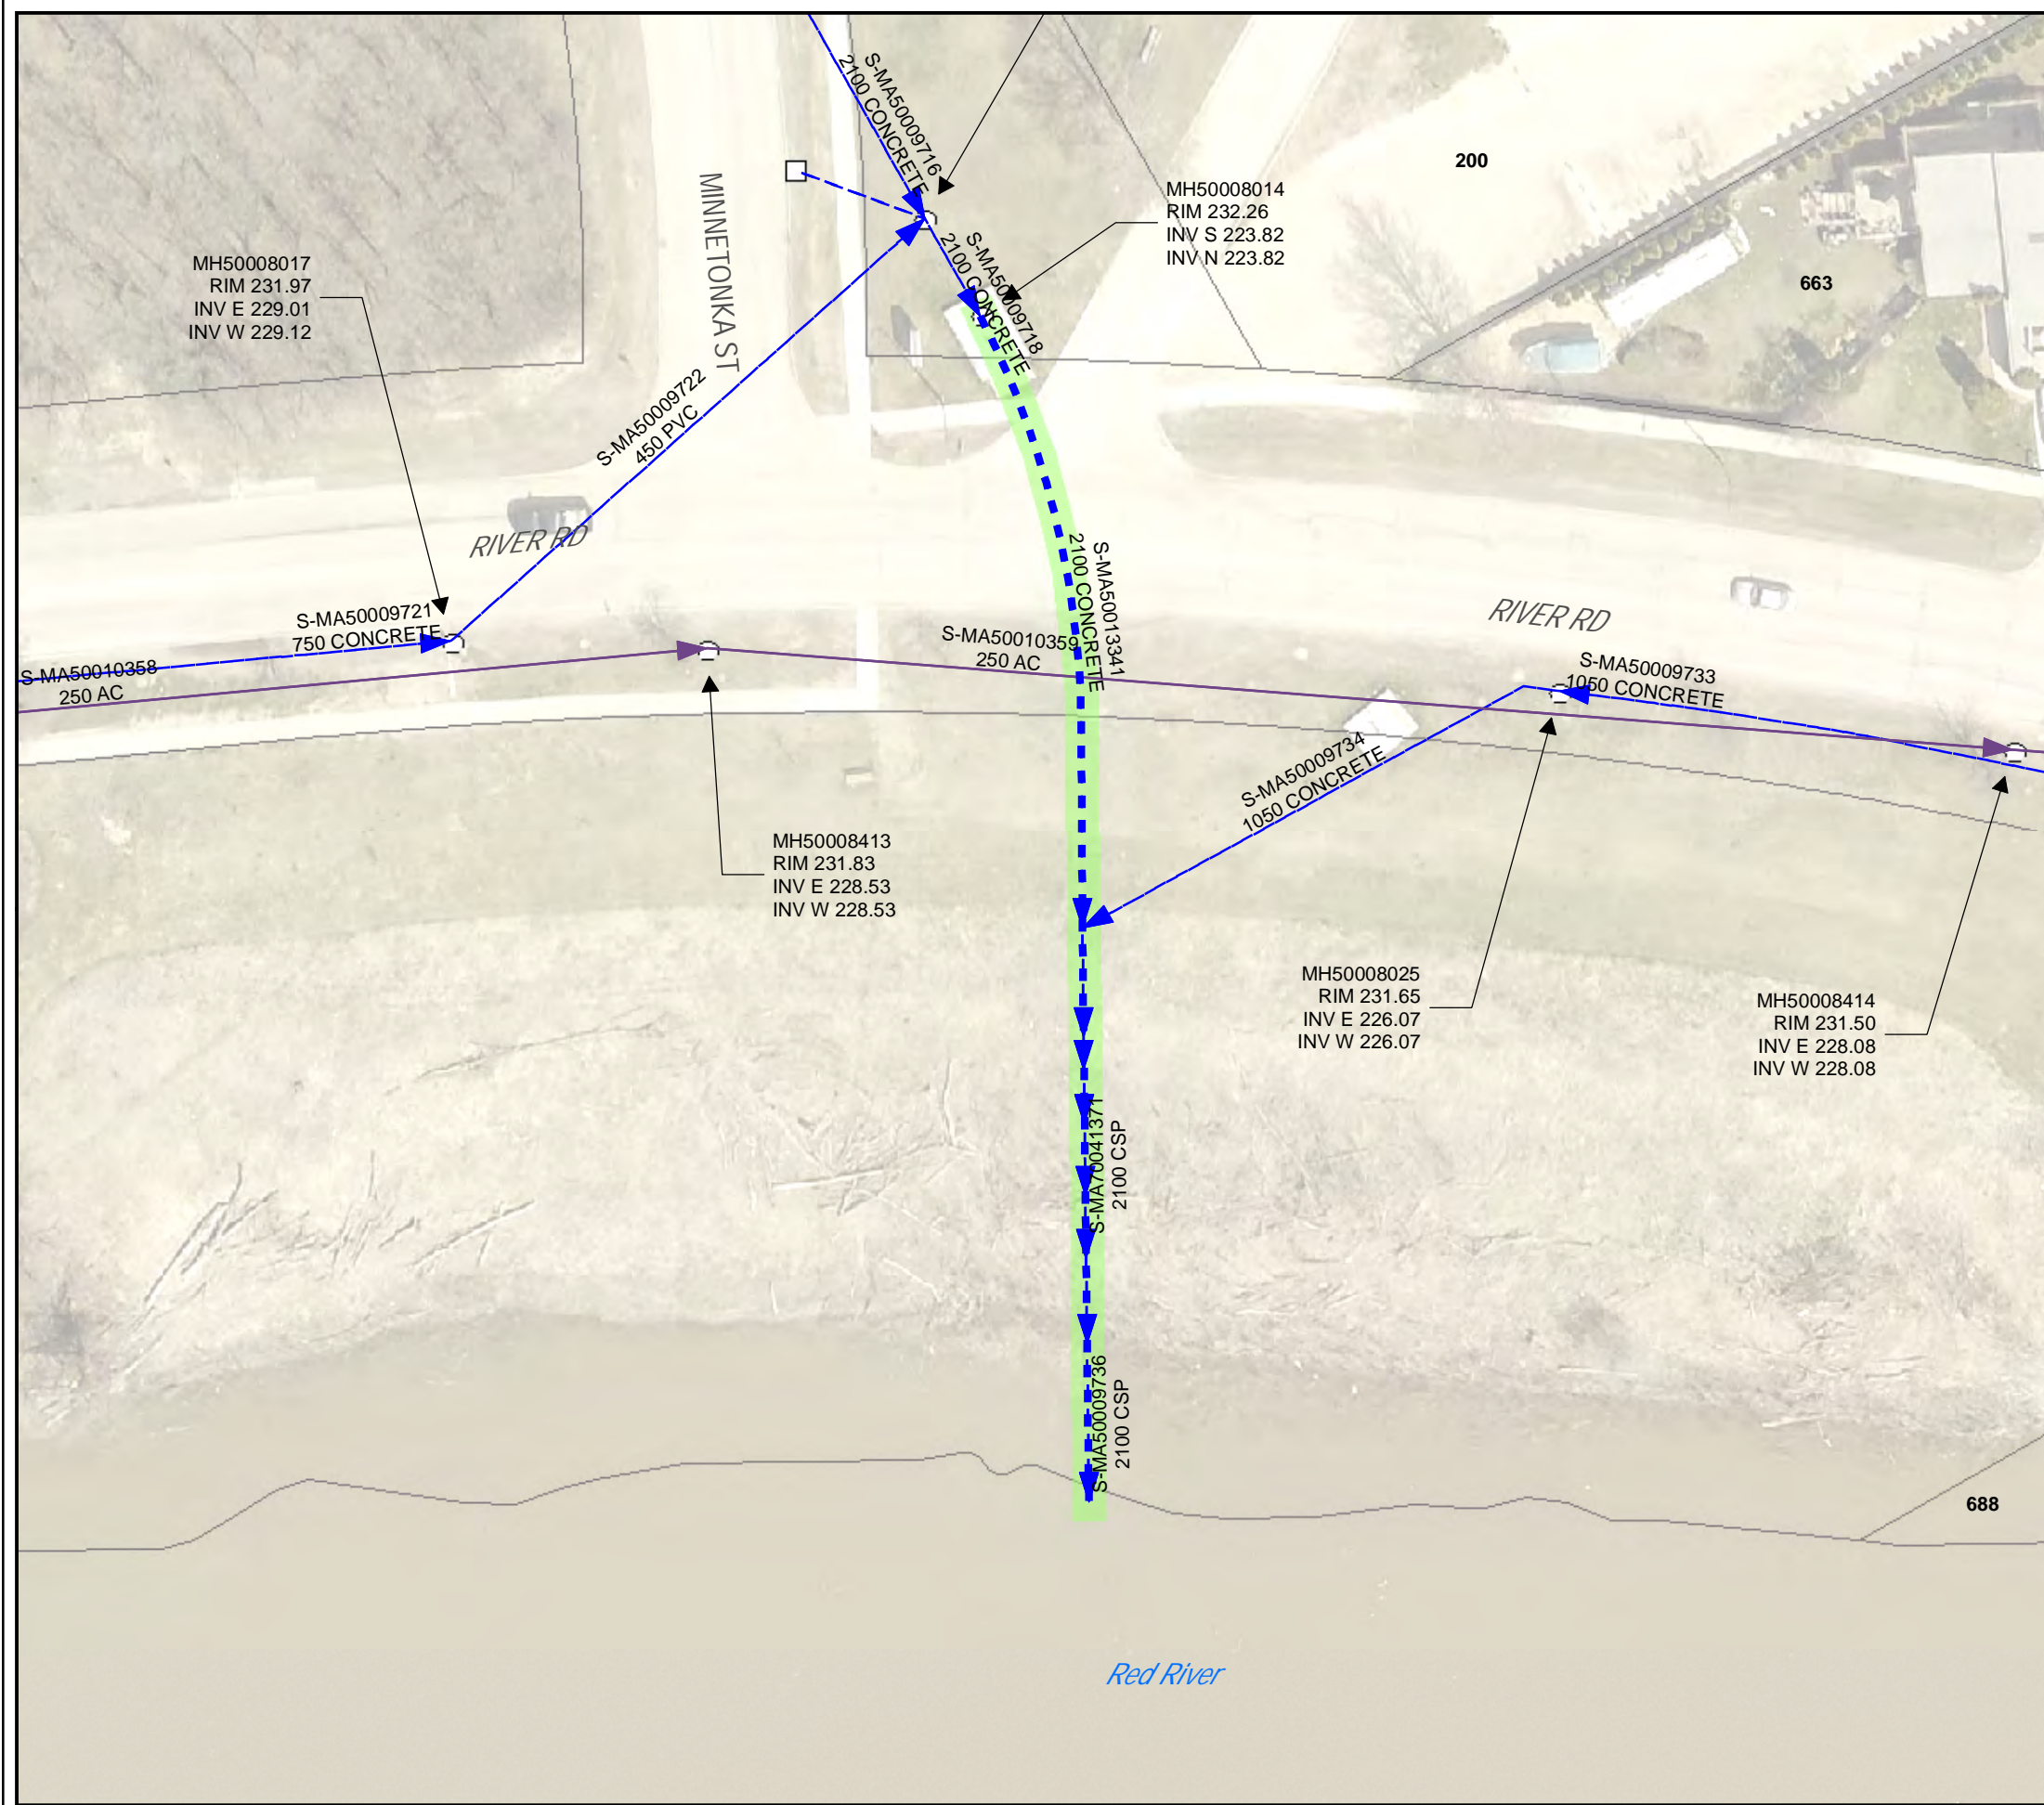 S-MA50009716
2100 CONCRETE
200
MH50008014
RIM 232.26
INV S 223.82
INV N 223.82
MINNETONKA ST
S-MA50009718
2100 CONCRETE
663
MH50008017
RIM 231.97
INV E 229.01
INV W 229.12
S-MA50009722
450 PVC
RIVER RD
S-MA50013341
2100 CONCRETE
S-MA50009721
750 CONCRETE
S-MA50010359
250 AC
RIVER RD
S-MA50009733
1050 CONCRETE
S-MA50010358
250 AC
S-MA50009734
1050 CONCRETE
MH50008413
RIM 231.83
INV E 228.53
INV W 228.53
MH50008025
RIM 231.65
INV E 226.07
INV W 226.07
MH50008414
RIM 231.50
INV E 228.08
INV W 228.08
S-MA70041371
2100 CSP
S-MA50009736
2100 CSP
688
Red River